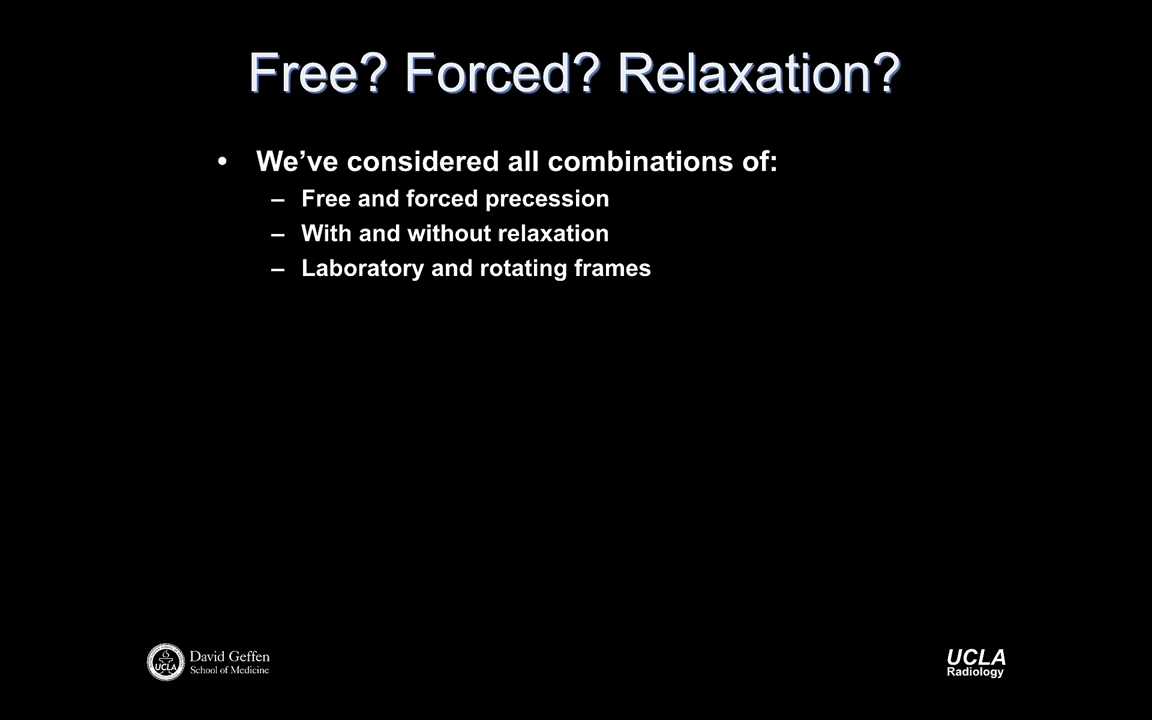 Free? Forced? Relaxation?
• We’ve considered all combinations of:
– Free and forced precession
– With and without relaxation
– Laboratory and rotating frames
UCLA
David Geffen
School of Medicine
UCLA
Radiology